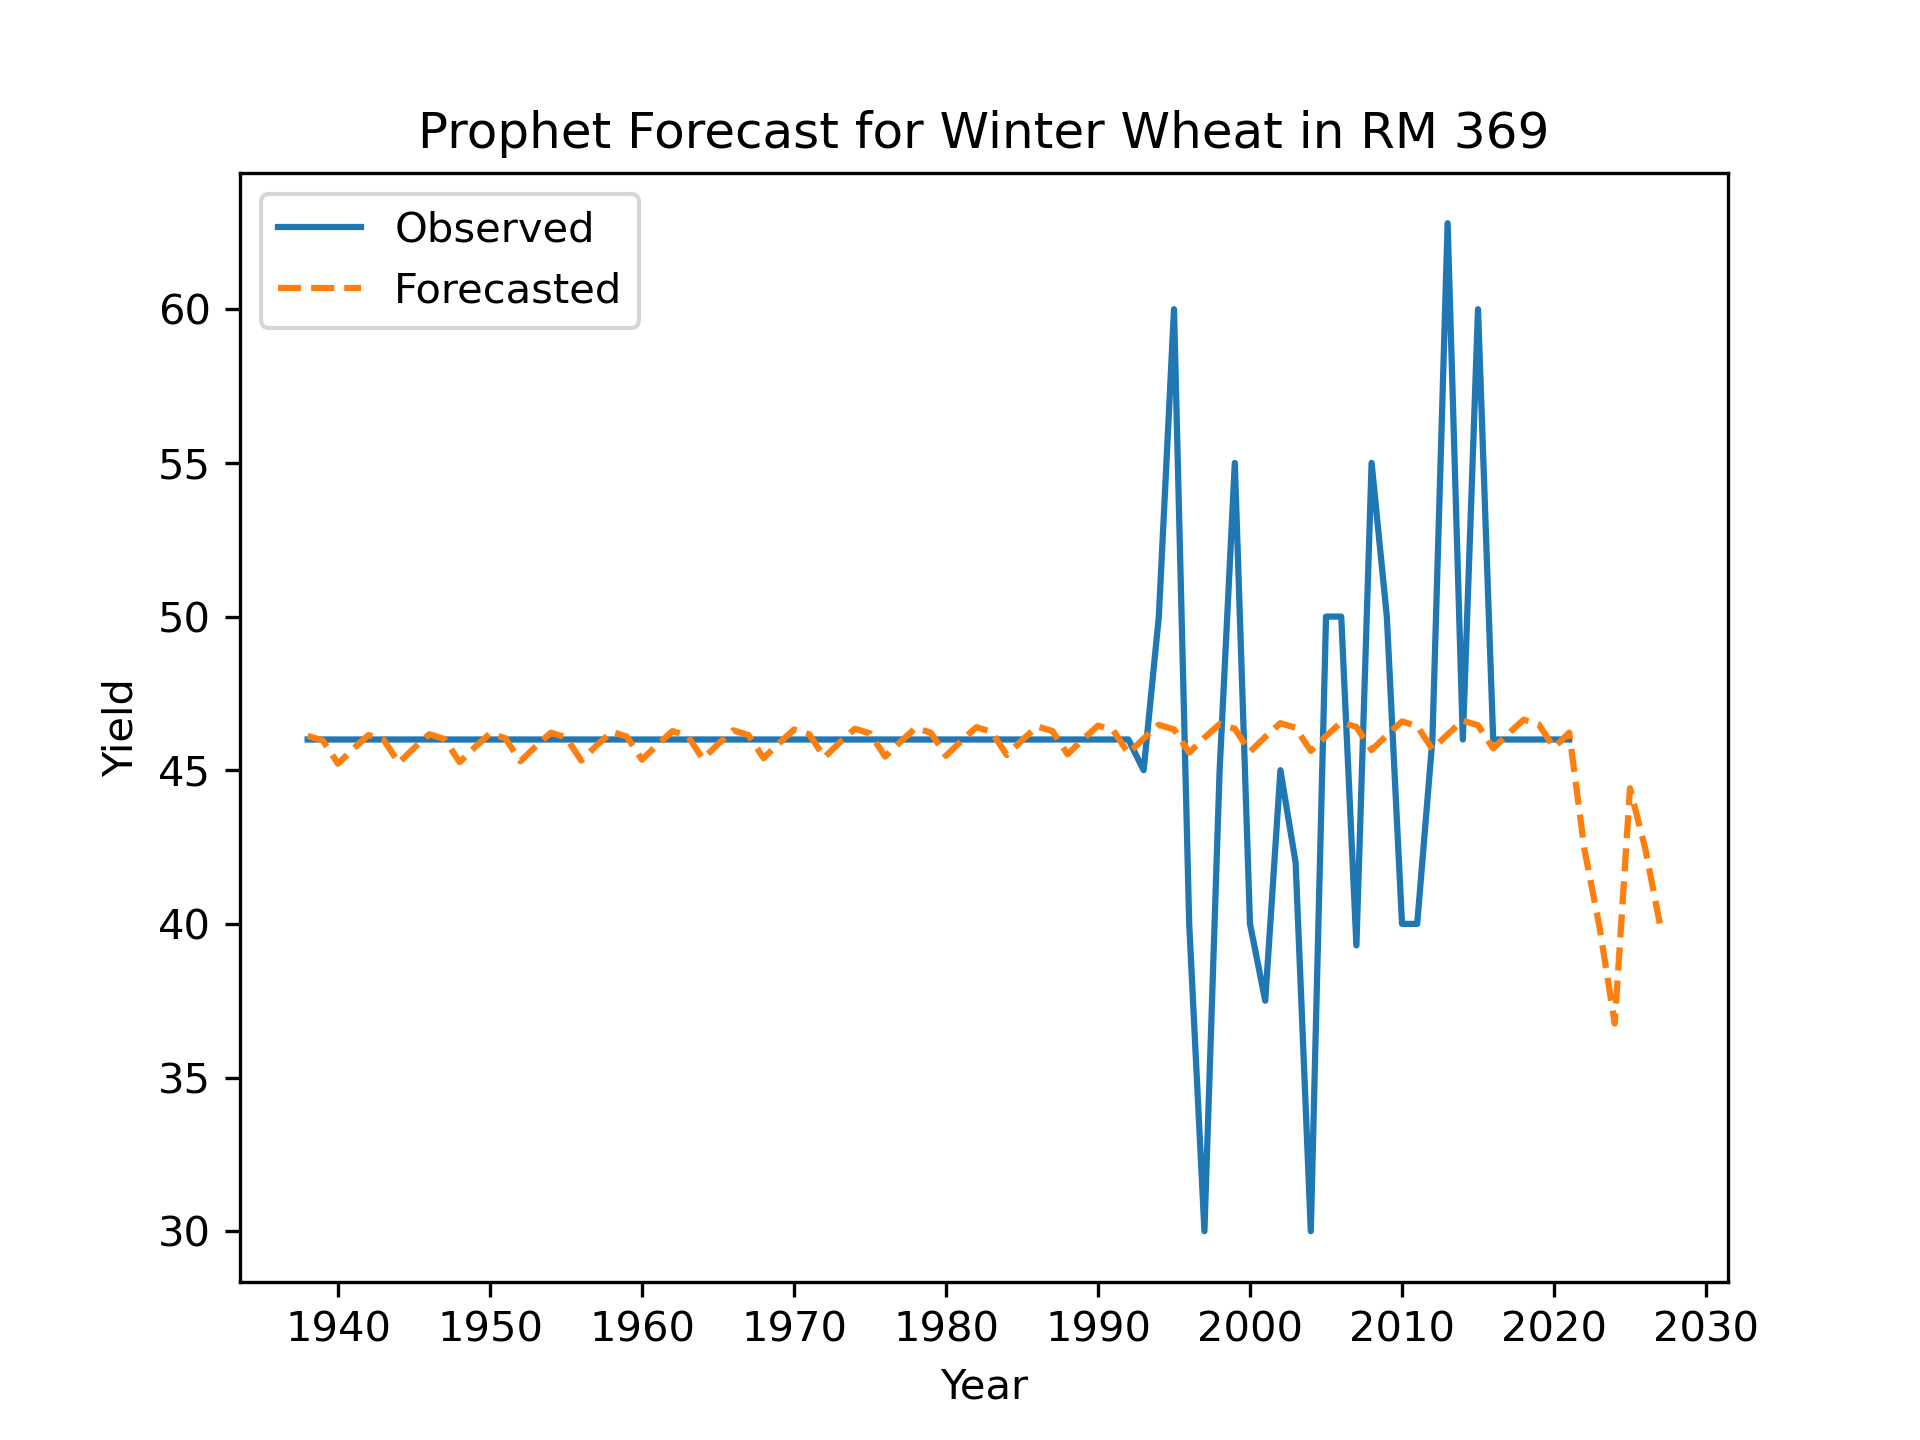 Prophet Forecast for Winter Wheat in RM 369
Observed
Forecasted
60
55
50
45
40
35
30
Yield
1940 1950 1960 1970 1980 1990 2000 2010 2020 2030
Year